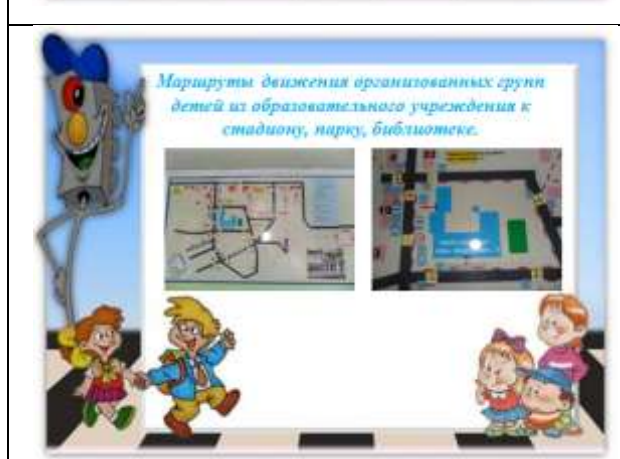 Маршруты движения организованных групп
детей из образовательного учреждения к
стадиону, парку, библиотеке.